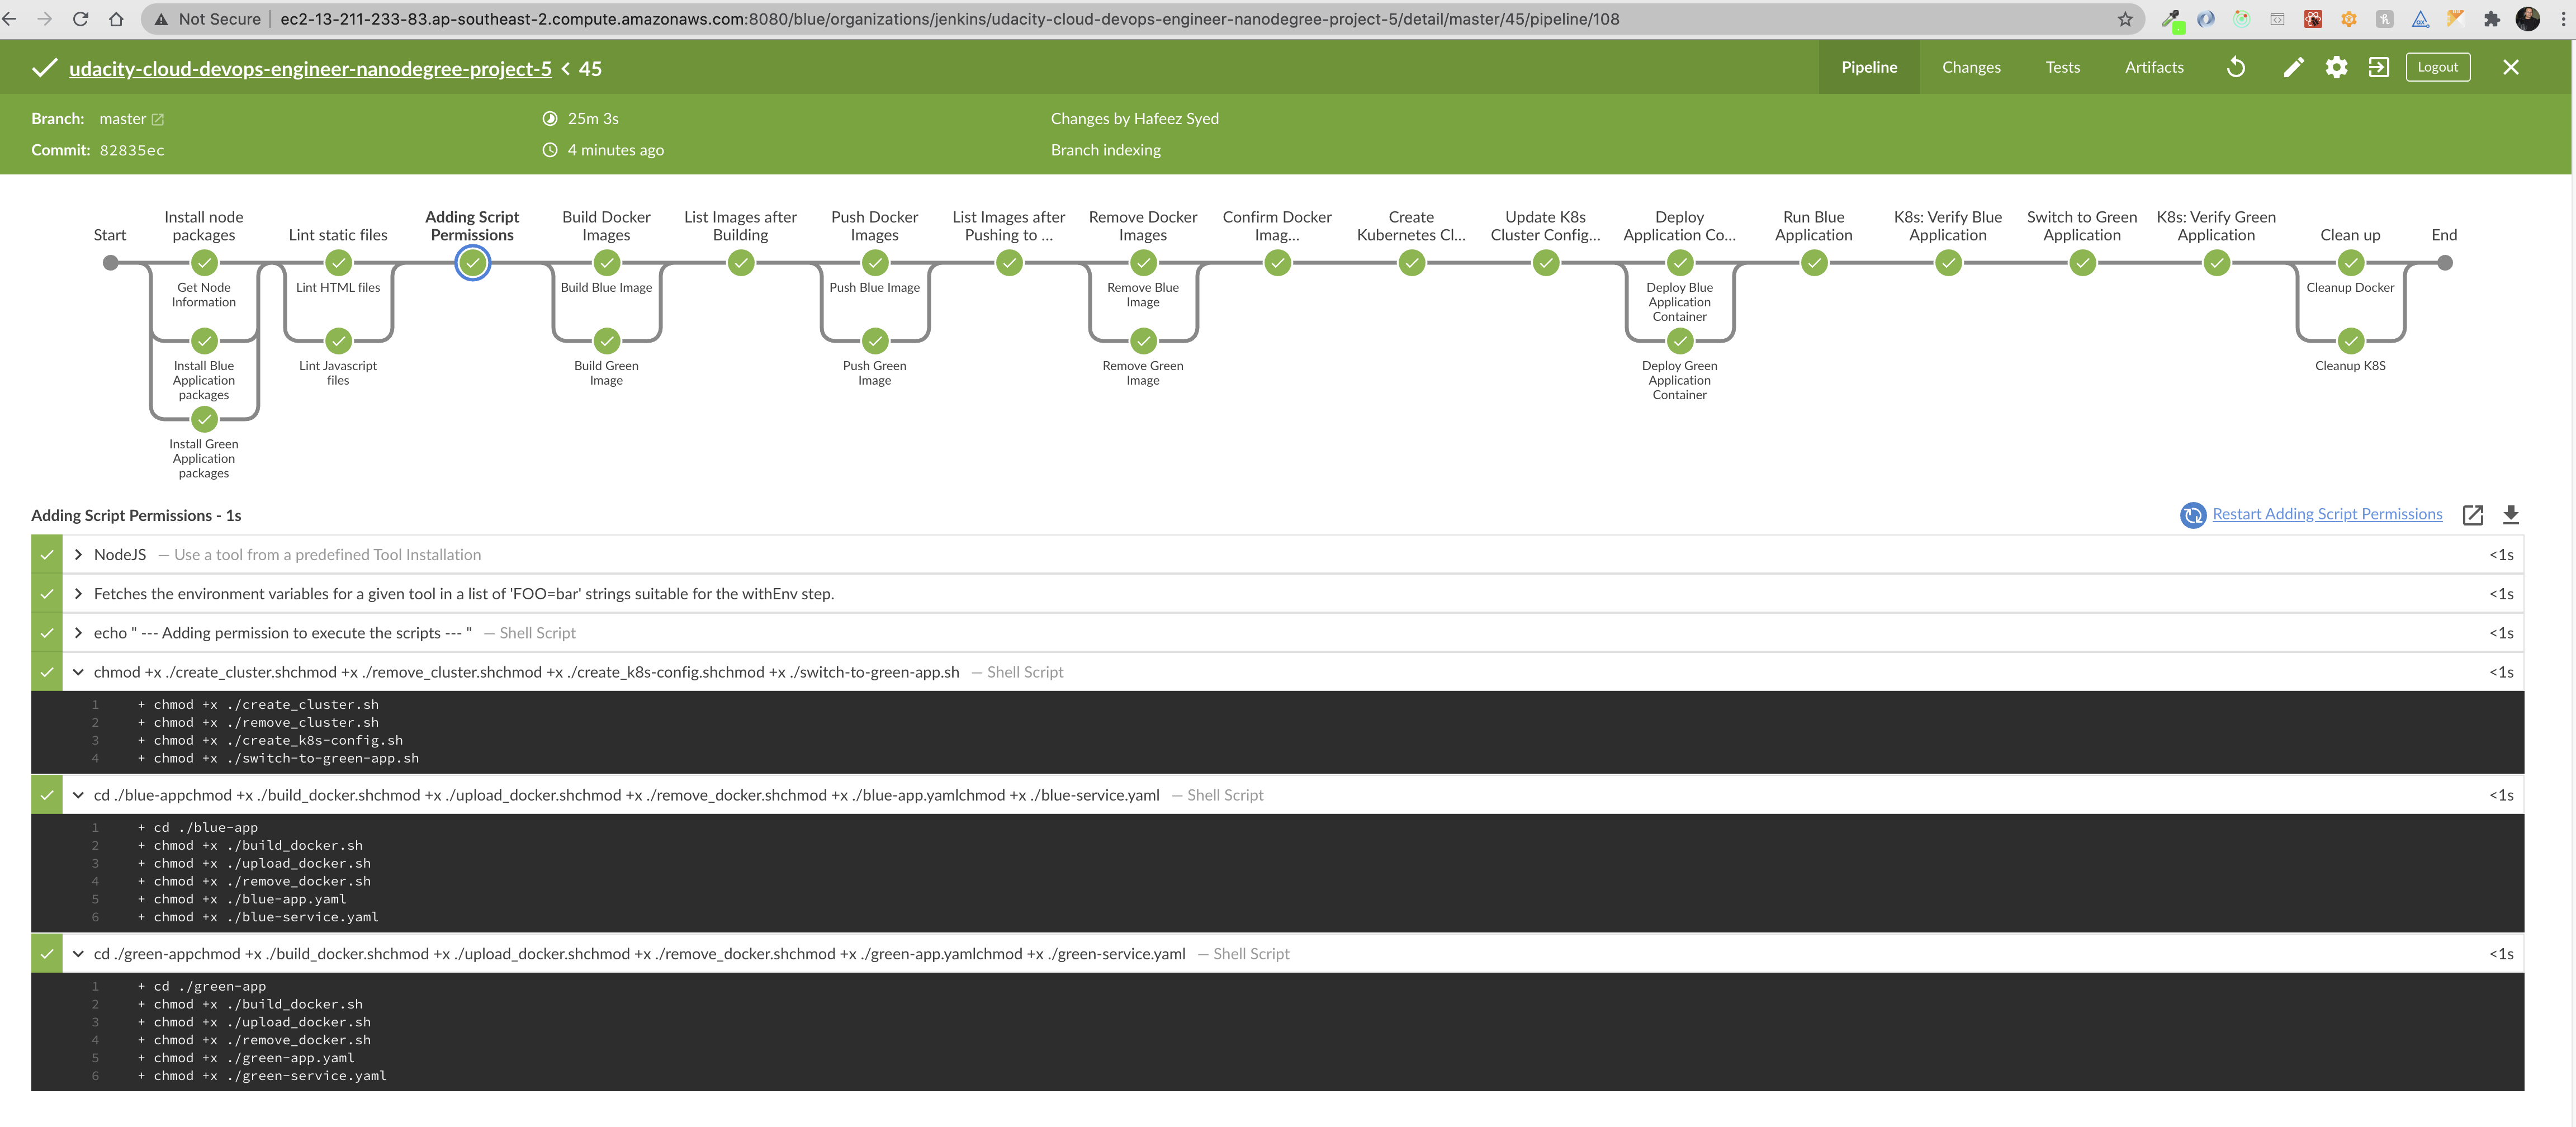 Not Secure
ec2-13-211-233-83.ap-southeast-2.compute.amazonaws.com:8080/blue/organizations/jenkins/udacity-cloud-devops-engineer-nanodegree-project-5/detail/master/45/pipeline/108
udacity-cloud-devops-engineer-nanodegree-project-5 < 45
Pipeline
Changes
Tests
Artifacts
Logout
Branch: master
25m 3s
Changes by Hafeez Syed
Commit: 82835ec
4 minutes ago
Branch indexing
Start
Install node
packages
Lint static files
Adding Script
Permissions
Build Docker
Images
List Images after
Building
Push Docker
Images
List Images after
Pushing to ...
Remove Docker
Images
Confirm Docker
Imag...
Create
Kubernetes Cl...
Update K8s
Cluster Config...
Deploy
Application Co...
Run Blue
Application
K8s: Verify Blue
Application
Switch to Green
Application
K8s: Verify Green
Application
Clean up
End
Get Node
Information
Lint HTML files
Build Blue Image
Push Blue Image
Remove Blue
Image
Deploy Blue
Application
Container
Cleanup Docker
Install Blue
Application
packages
Lint Javascript
files
Build Green
Image
Push Green
Image
Remove Green
Image
Deploy Green
Application
Container
Cleanup K8S
Install Green
Application
packages
Adding Script Permissions - 1s
Restart Adding Script Permissions
NodeJS — Use a tool from a predefined Tool Installation <1s
Fetches the environment variables for a given tool in a list of 'FOO=bar' strings suitable for the withEnv step. <1s
echo " --- Adding permission to execute the scripts --- " — Shell Script <1s
chmod +x ./create_cluster.shchmod +x ./remove_cluster.shchmod +x ./create_k8s-config.shchmod +x ./switch-to-green-app.sh — Shell Script <1s
1 + chmod +x ./create_cluster.sh
2 + chmod +x ./remove_cluster.sh
3 + chmod +x ./create_k8s-config.sh
4 + chmod +x ./switch-to-green-app.sh
cd ./blue-appchmod +x ./build_docker.shchmod +x ./upload_docker.shchmod +x ./remove_docker.shchmod +x ./blue-app.yamlchmod +x ./blue-service.yaml — Shell Script <1s
1 + cd ./blue-app
2 + chmod +x ./build_docker.sh
3 + chmod +x ./upload_docker.sh
4 + chmod +x ./remove_docker.sh
5 + chmod +x ./blue-app.yaml
6 + chmod +x ./blue-service.yaml
cd ./green-appchmod +x ./build_docker.shchmod +x ./upload_docker.shchmod +x ./remove_docker.shchmod +x ./green-app.yamlchmod +x ./green-service.yaml — Shell Script <1s
1 + cd ./green-app
2 + chmod +x ./build_docker.sh
3 + chmod +x ./upload_docker.sh
4 + chmod +x ./remove_docker.sh
5 + chmod +x ./green-app.yaml
6 + chmod +x ./green-service.yaml